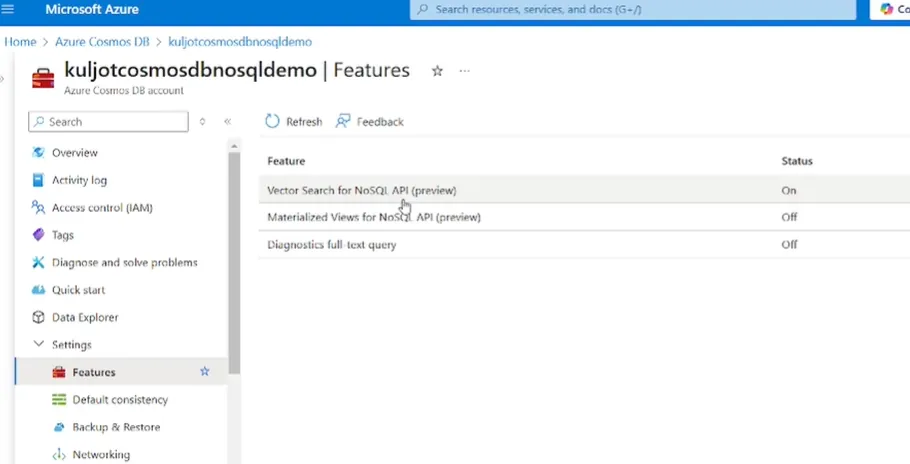 Microsoft Azure
Search resources, services, and docs (G+/)
Co
Home > Azure Cosmos DB > kuljotcosmosdbnosqldemo
kuljotcosmosdbnosqldemo | Features
Azure Cosmos DB account
Search
Refresh
Feedback
Overview
Activity log
Access control (IAM)
Tags
Diagnose and solve problems
Quick start
Data Explorer
Settings
Features
Default consistency
Backup & Restore
Networking
Feature Status
Vector Search for NoSQL API (preview) On
Materialized Views for NoSQL API (preview) Off
Diagnostics full-text query Off